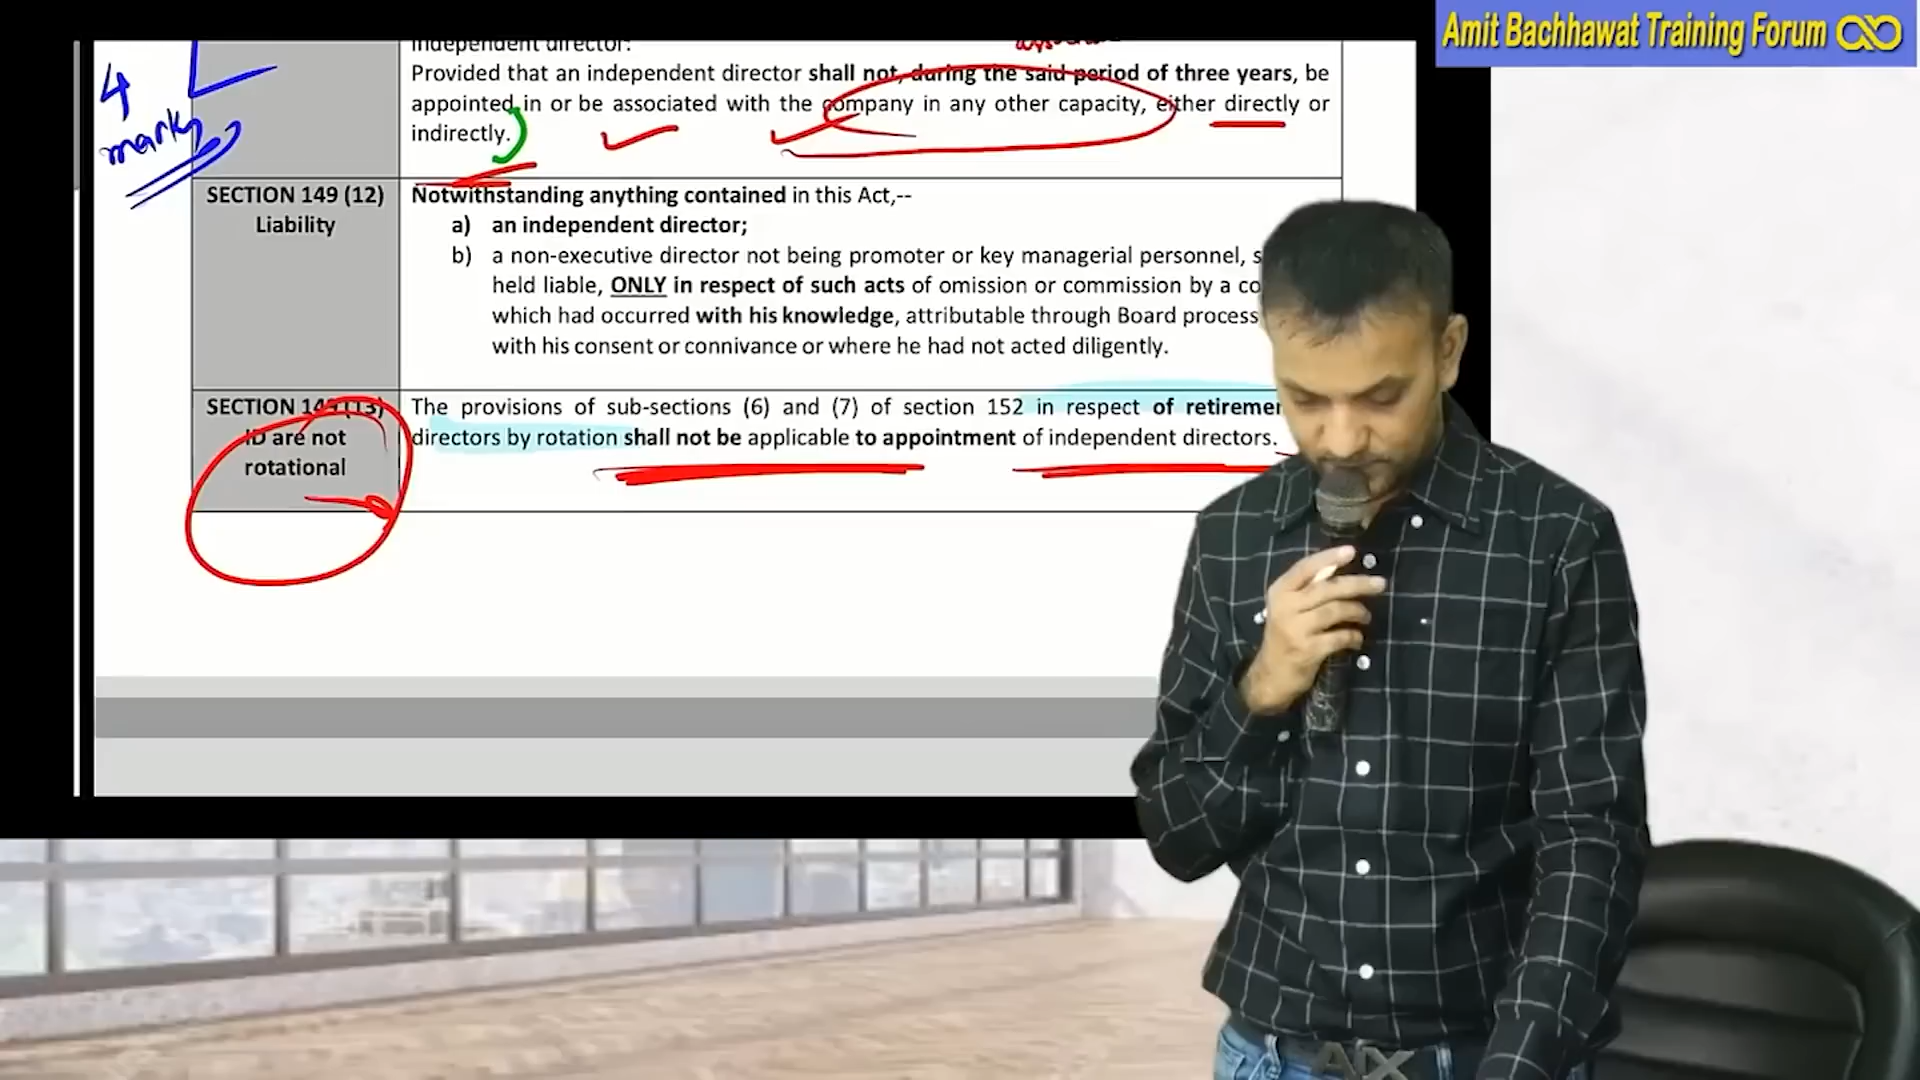 Amit Bachhawat Training Forum
4
marks
independent director:
Provided that an independent director shall not, during the said period of three years, be
appointed in or be associated with the company in any other capacity, either directly or
indirectly.
SECTION 149 (12)
Liability
Notwithstanding anything contained in this Act,--
a) an independent director;
b) a non-executive director not being promoter or key managerial personnel, s
held liable, ONLY in respect of such acts of omission or commission by a co
which had occurred with his knowledge, attributable through Board process
with his consent or connivance or where he had not acted diligently.
SECTION 149 (13)
ID are not
rotational
The provisions of sub-sections (6) and (7) of section 152 in respect of retiremen
directors by rotation shall not be applicable to appointment of independent directors.
AX